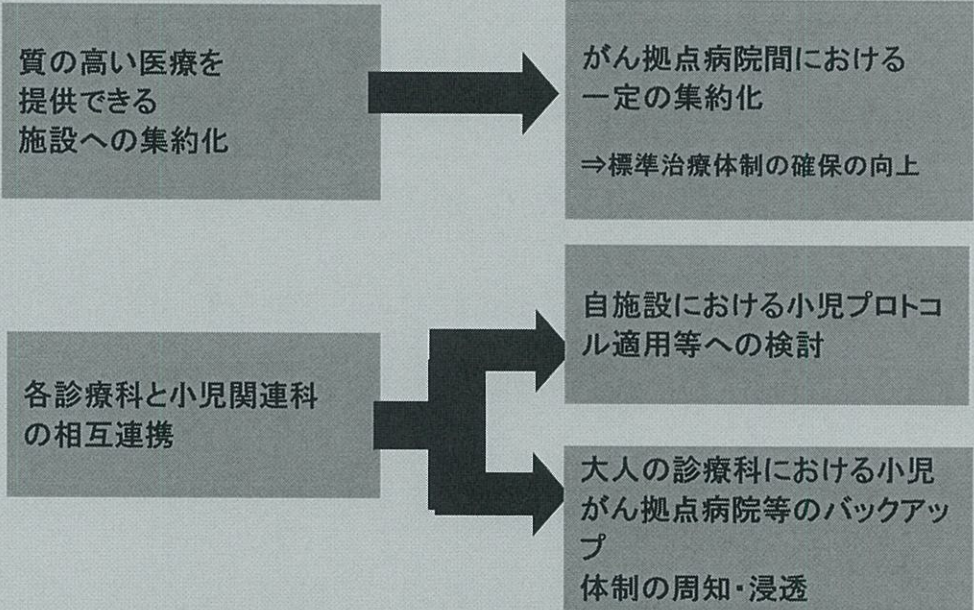 質の高い医療を
提供できる
施設への集約化
がん拠点病院間における
一定の集約化
⇒標準治療体制の確保の向上
各診療科と小児関連科
の相互連携
自施設における小児プロトコ
ル適用等への検討
大人の診療科における小児
がん拠点病院等のバックアッ
プ
体制の周知・浸透